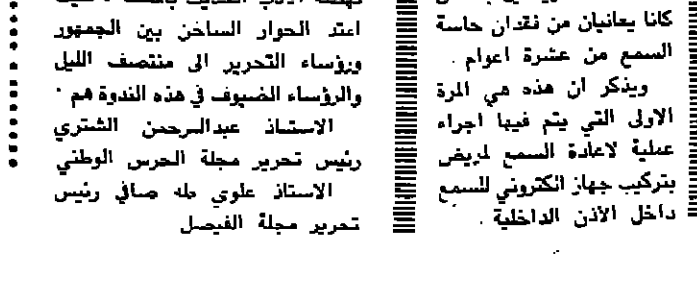 كانا يعانيان من فقدان حاسة
السمع من عشرة اعوام .
ويذكر ان هذه هي المرة
الاولى التي يتم فيها اجراء
عملية لاعادة السمع لمريض
بتركيب جهاز الكتروني للسمع
داخل الأذن الداخلية .
اعتد الحوار الساخن بين الجمهور
ورؤساء التحرير الى منتصف الليل
والرؤساء الضيوف في هذه الندوة هم .
الاستاذ عبدالرحمن الشثري
رئيس تحرير مجلة الحرس الوطني
الاستاذ علوي طه صافي رئيس
تحرير مجلة الفيصل